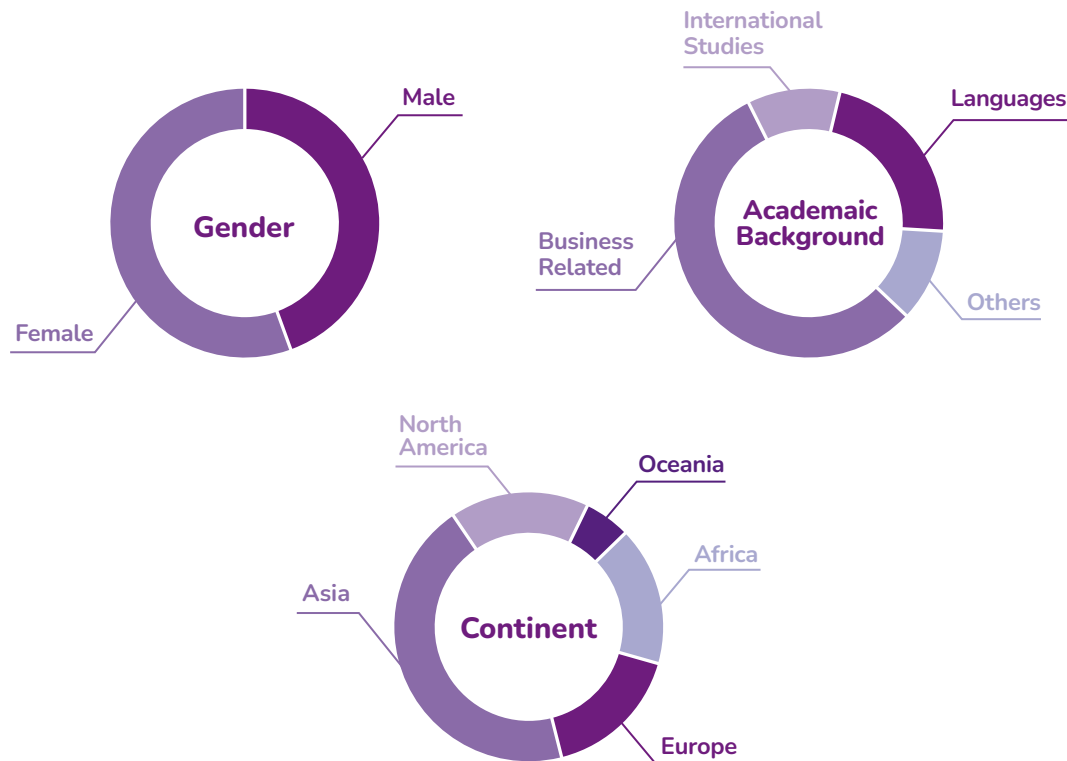 Male
Gender
Female
International
Studies
Languages
Academaic
Background
Business
Related
Others
North
America
Oceania
Africa
Asia
Continent
Europe